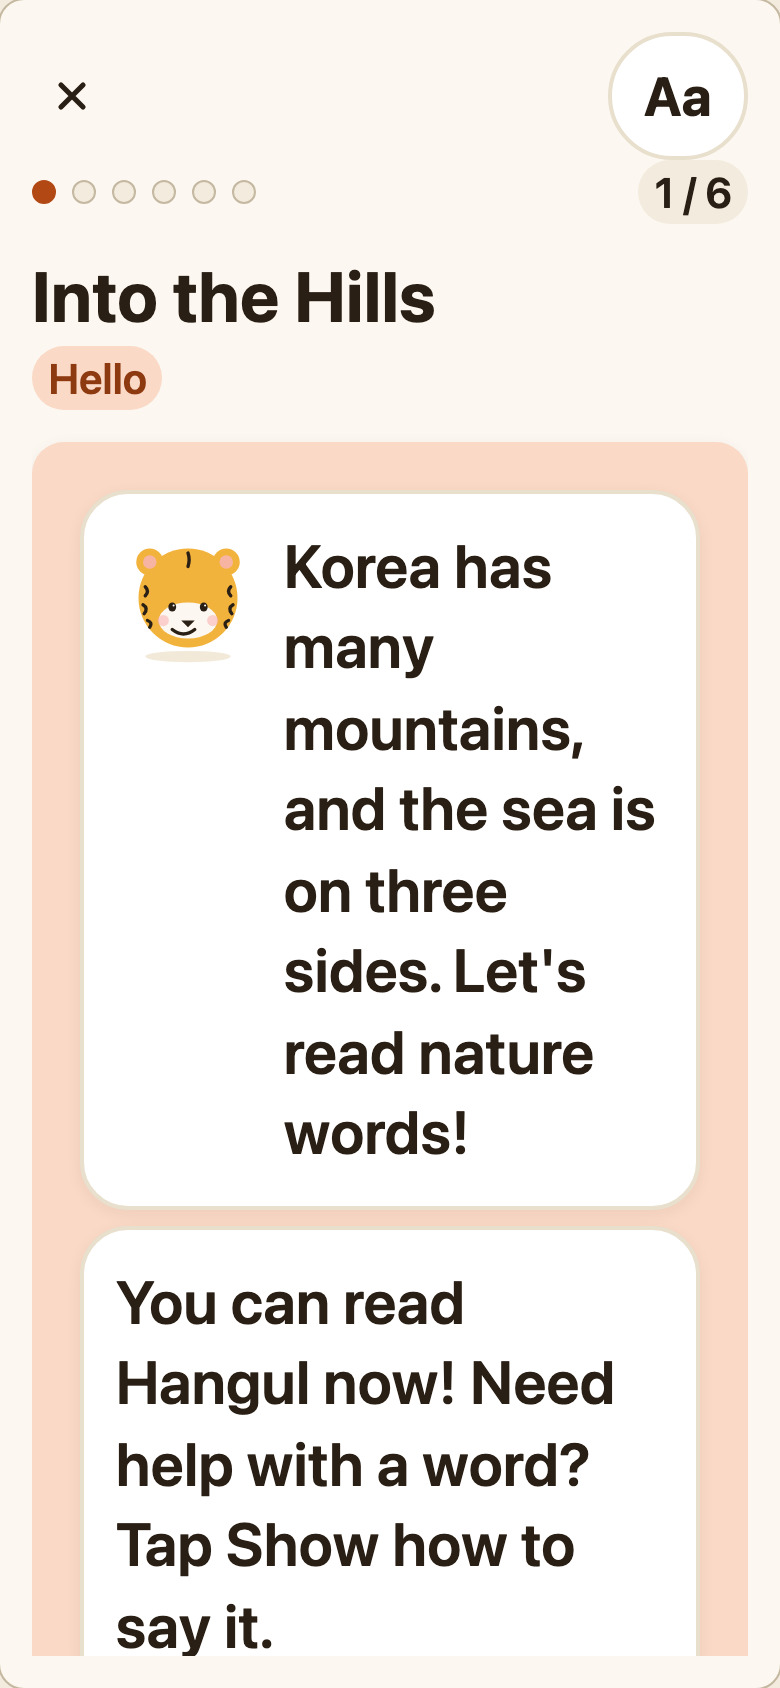 Aa
1 / 6
Into the Hills
Hello
Korea has
many
mountains,
and the sea is
on three
sides. Let's
read nature
words!
You can read
Hangul now! Need
help with a word?
Tap Show how to
say it.